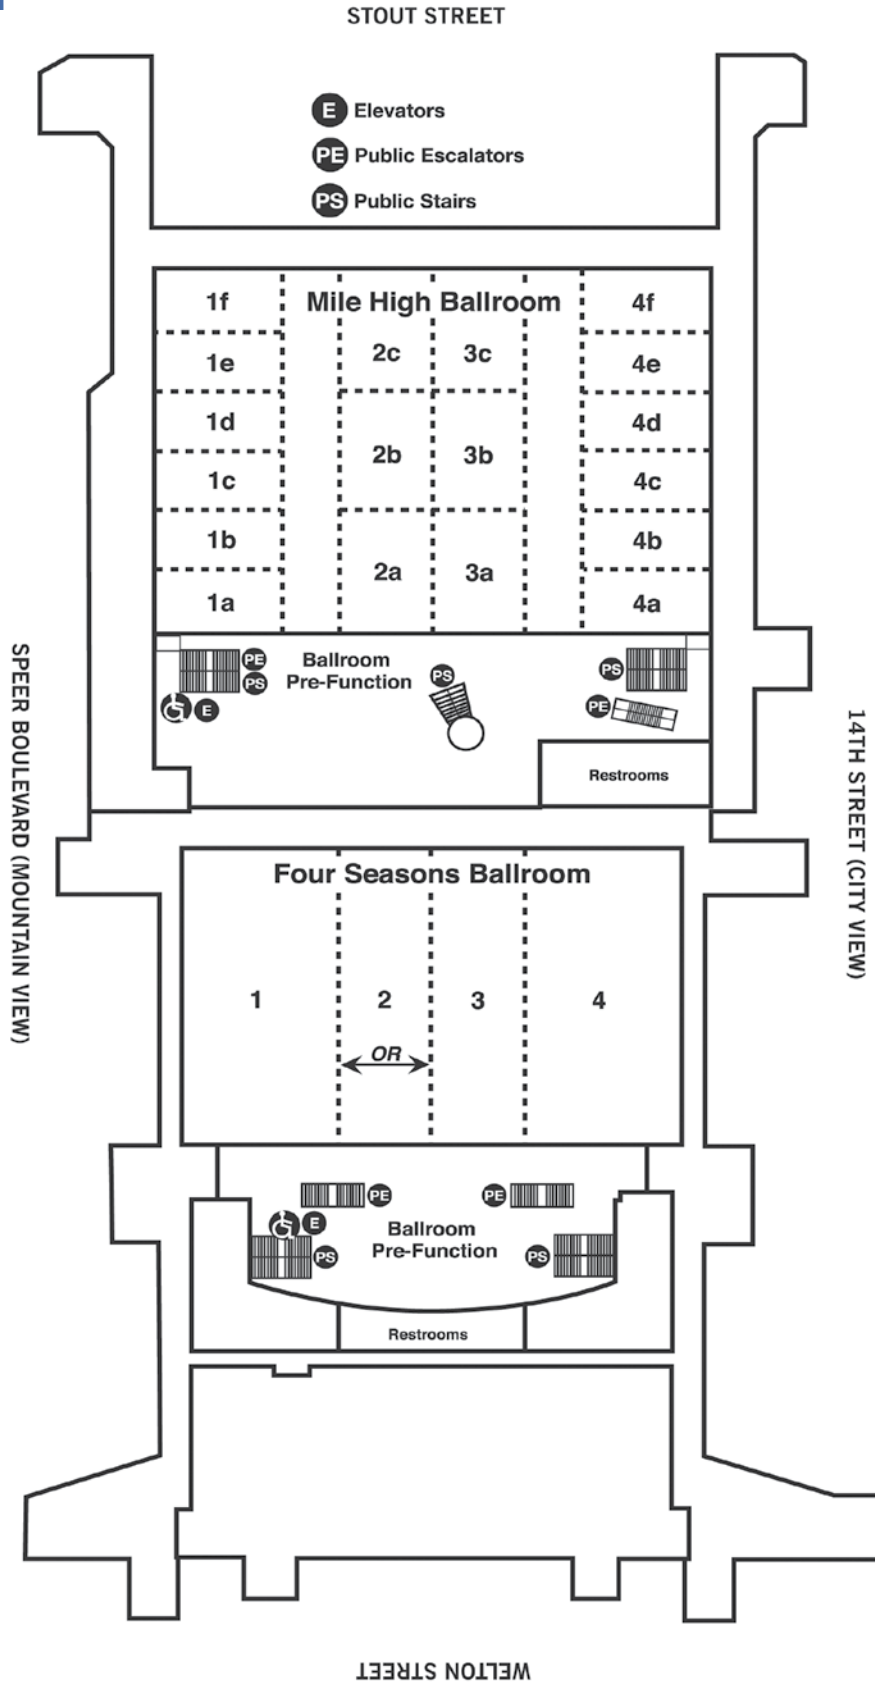 STOUT STREET
E Elevators
PE Public Escalators
PS Public Stairs
Mile High Ballroom
1f
4f
2c
3c
1e
4e
1d
4d
2b
3b
1c
4c
1b
4b
2a
3a
1a
4a
PE
PS
E
Ballroom
Pre-Function
PS
PS
PE
Restrooms
SPEER BOULEVARD (MOUNTAIN VIEW)
14TH STREET (CITY VIEW)
Four Seasons Ballroom
1
2
3
4
OR
PE
PE
E
PS
Ballroom
Pre-Function
PS
Restrooms
WELTON STREET